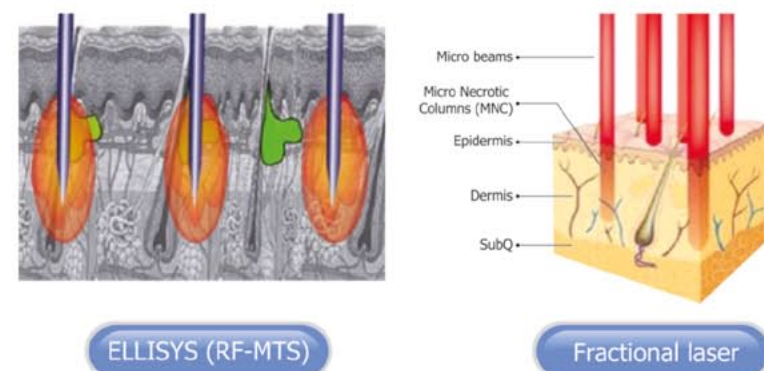 Micro beams
Micro Necrotic
Columns (MNC)
Epidermis
Dermis
SubQ
ELLISYS (RF-MTS)
Fractional laser